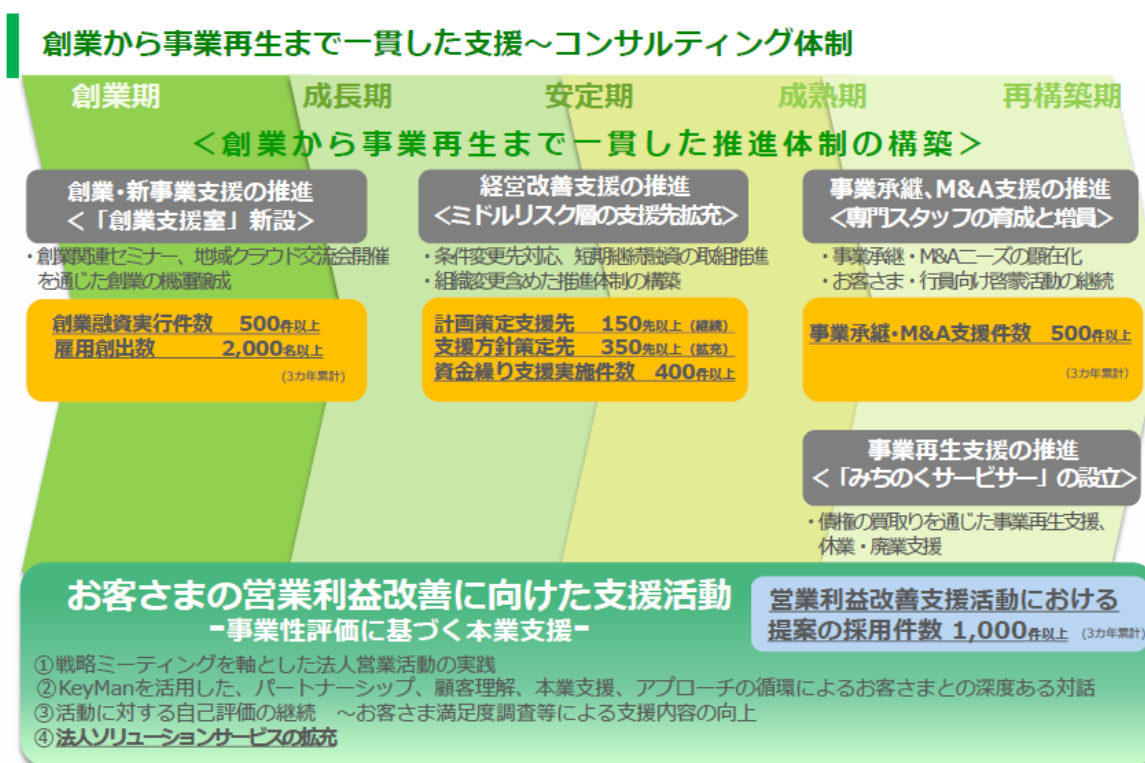 創業から事業再生まで一貫した支援～コンサルティング体制
創業期 成長期 安定期 成熟期 再構築期
＜創業から事業再生まで一貫した推進体制の構築＞
創業・新事業支援の推進
＜「創業支援室」新設＞
・創業関連セミナー、地域クラウド交流会開催
を通じた創業の機運醸成
創業融資実行件数 500件以上
雇用創出数 2,000名以上
(3カ年累計)
経営改善支援の推進
＜ミドルリスク層の支援先拡充＞
・条件変更先対応、短期継続融資の取組推進
・組織変更含めた推進体制の構築
計画策定支援先 150先以上（継続）
支援方針策定先 350先以上（拡充）
資金繰り支援実施件数 400件以上
事業承継、M&A支援の推進
＜専門スタッフの育成と増員＞
・事業承継・M&Aニーズの顕在化
・お客さま・行員向け啓蒙活動の継続
事業承継・M&A支援件数 500件以上
(3カ年累計)
事業再生支援の推進
＜「みちのくサービサー」の設立＞
・債権の買取りを通じた事業再生支援、
休業・廃業支援
お客さまの営業利益改善に向けた支援活動
ｰ事業性評価に基づく本業支援ｰ
営業利益改善支援活動における
提案の採用件数 1,000件以上 (3カ年累計)
①戦略ミーティングを軸とした法人営業活動の実践
②KeyManを活用した、パートナーシップ、顧客理解、本業支援、アプローチの循環によるお客さまとの深度ある対話
③活動に対する自己評価の継続 ～お客さま満足度調査等による支援内容の向上
④法人ソリューションサービスの拡充